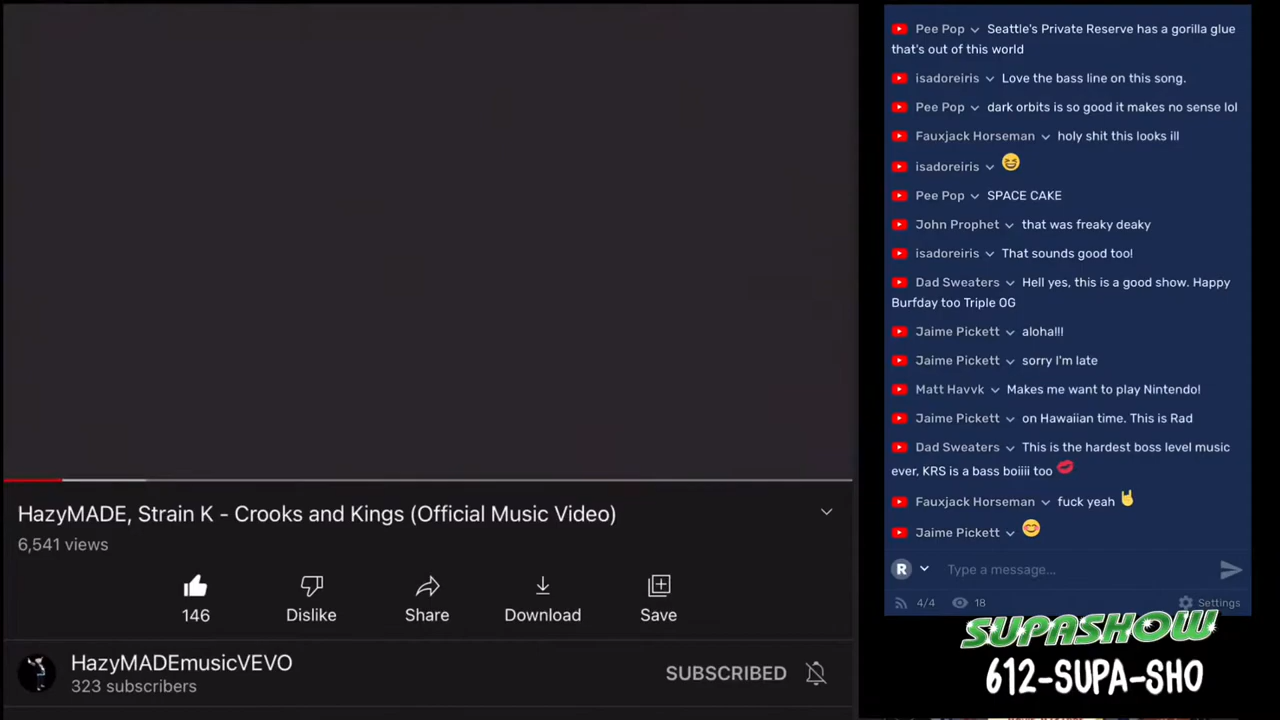 HazyMADE, Strain K - Crooks and Kings (Official Music Video)
6,541 views
146
Dislike
Share
Download
Save
HazyMADEmusicVEVO
323 subscribers
SUBSCRIBED
Pee Pop Seattle's Private Reserve has a gorilla glue
that's out of this world
isadoreiris Love the bass line on this song.
Pee Pop dark orbits is so good it makes no sense lol
Fauxjack Horseman holy shit this looks ill
isadoreiris 😆
Pee Pop SPACE CAKE
John Prophet that was freaky deaky
isadoreiris That sounds good too!
Dad Sweaters Hell yes, this is a good show. Happy
Burfday too Triple OG
Jaime Pickett aloha!!!
Jaime Pickett sorry I'm late
Matt Havvk Makes me want to play Nintendo!
Jaime Pickett on Hawaiian time. This is Rad
Dad Sweaters This is the hardest boss level music
ever, KRS is a bass boiiii too 💋
Fauxjack Horseman fuck yeah 🤘
Jaime Pickett 😊
R Type a message...
4/4 18 Settings
SUPASHOW
612-SUPA-SHO